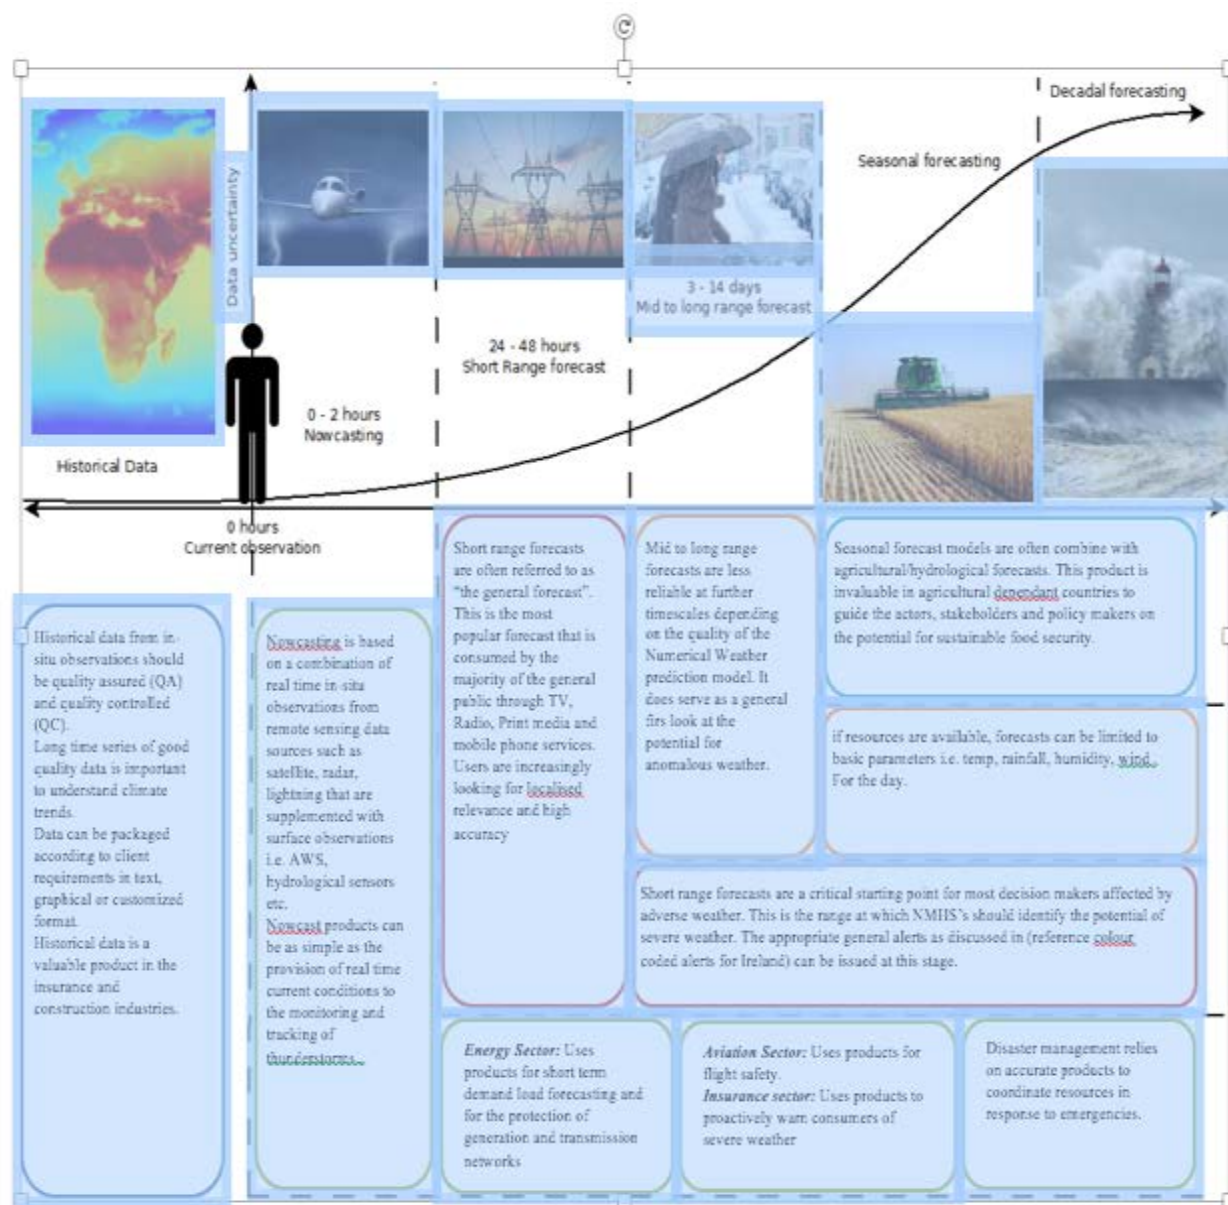 Decadal forecasting
Seasonal forecasting
Data uncertainty
3 - 14 days
Mid to long range forecast
24 - 48 hours
Short Range forecast
0 - 2 hours
Nowcasting
Historical Data
0 hours
Current observation
Historical data from in-
situ observations should
be quality assured (QA)
and quality controlled
(QC).
Long time series of good
quality data is important
to understand climate
trends.
Data can be packaged
according to client
requirements in text,
graphical or customized
format.
Historical data is a
valuable product in the
insurance and
construction industries.
Nowcasting is based
on a combination of
real time in-situ
observations from
remote sensing data
sources such as
satellite, radar,
lightning that are
supplemented with
surface observations
i.e. AWS,
hydrological sensors
etc.
Nowcast products can
be as simple as the
provision of real time
current conditions to
the monitoring and
tracking of
thunderstorms..
Short range forecasts
are often referred to as
“the general forecast”.
This is the most
popular forecast that is
consumed by the
majority of the general
public through TV,
Radio, Print media and
mobile phone services.
Users are increasingly
looking for localised
relevance and high
accuracy
Mid to long range
forecasts are less
reliable at further
timescales depending
on the quality of the
Numerical Weather
prediction model. It
does serve as a general
firs look at the
potential for
anomalous weather.
Seasonal forecast models are often combine with
agricultural/hydrological forecasts. This product is
invaluable in agricultural dependant countries to
guide the actors, stakeholders and policy makers on
the potential for sustainable food security.
if resources are available, forecasts can be limited to
basic parameters i.e. temp, rainfall, humidity, wind..
For the day.
Short range forecasts are a critical starting point for most decision makers affected by
adverse weather. This is the range at which NMHS’s should identify the potential of
severe weather. The appropriate general alerts as discussed in (reference colour
coded alerts for Ireland) can be issued at this stage.
Energy Sector: Uses
products for short term
demand load forecasting and
for the protection of
generation and transmission
networks
Aviation Sector: Uses products for
flight safety.
Insurance sector: Uses products to
proactively warn consumers of
severe weather
Disaster management relies
on accurate products to
coordinate resources in
response to emergencies.